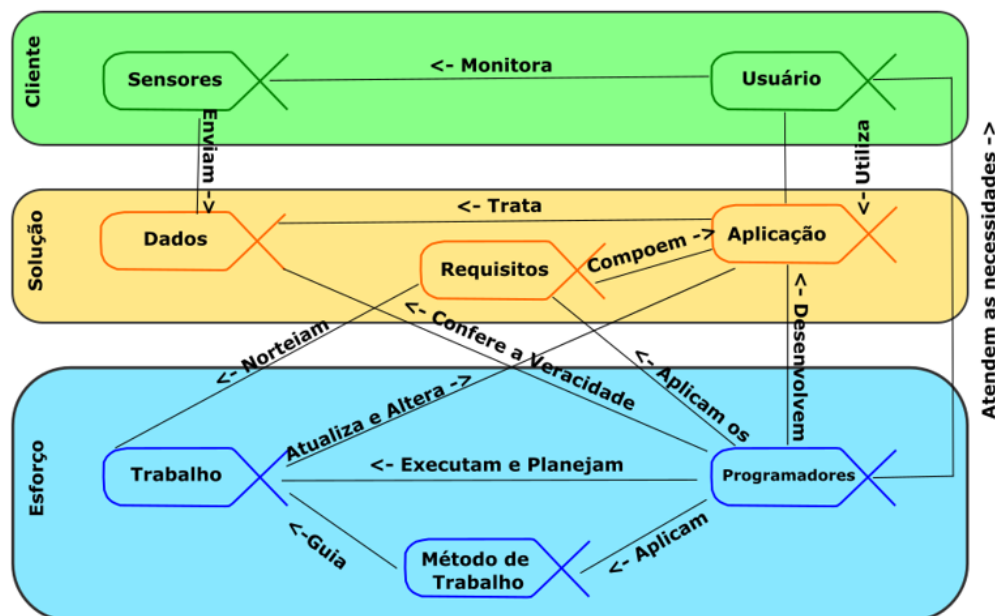 Cliente
Sensores
<- Monitora
Usuário
Enviam ->
<- Utiliza
Atendem as necessidades ->
Solução
Dados
<- Trata
Requisitos
Compoem ->
Aplicação
<- Norteiam
<- Confere a Veracidade
<- Aplicam os
<- Desenvolvem
Esforço
Atualiza e Altera ->
Trabalho
<- Executam e Planejam
Programadores
<-Guia
Método de
Trabalho
<- Aplicam